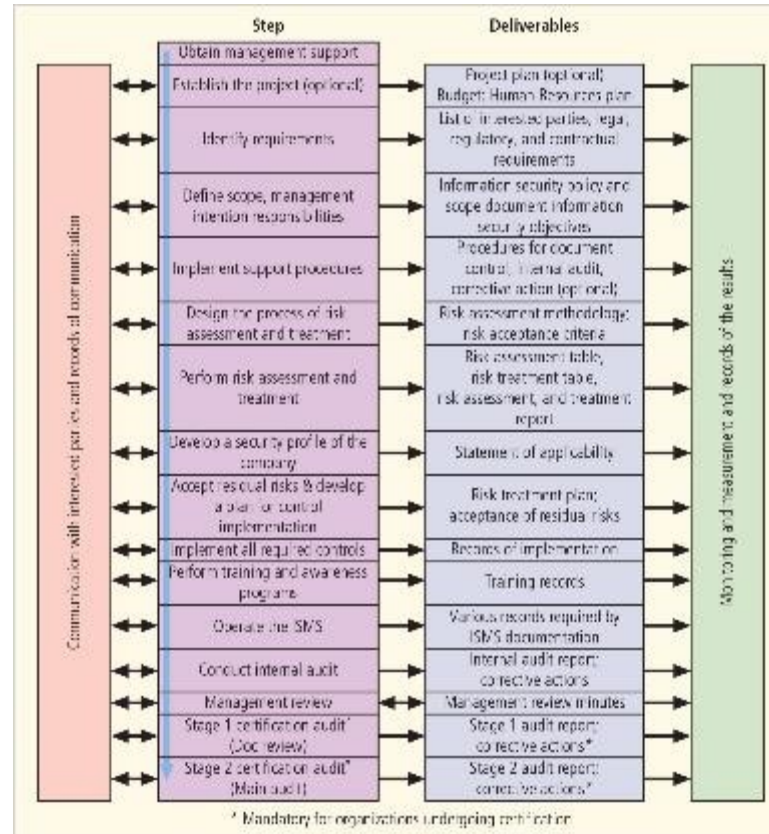 Step
Deliverables
Obtain management support
Establish the project (optional)
Project plan (optional)
Budget: Human Resources plan
Identify requirements
List of interested parties, legal,
regulatory, and contractual
requirements
Define scope, management
intention responsibilities
Information security policy and
scope document information
security objectives
Implement support procedures
Procedures for document
control, internal audit,
corrective action (optional)
Design the process of risk
assessment and treatment
Risk assessment methodology;
risk acceptance criteria
Perform risk assessment and
treatment
Risk assessment table,
risk treatment table,
risk assessment, and treatment
report
Develop a security profile of the
company
Statement of applicability
Accept residual risks & develop
a plan for control
implementation
Risk treatment plan;
acceptance of residual risks
Implement all required controls
Records of implementation
Perform training and awareness
programs
Training records
Operate the ISMS
Various records required by
ISMS documentation
Conduct internal audit
Internal audit report;
corrective actions
Management review
Management review minutes
Stage 1 certification audit*
(Doc review)
Stage 1 audit report;
corrective actions*
Stage 2 certification audit*
(Main audit)
Stage 2 audit report;
corrective actions*
Communication with interested parties and records of communication
Monitoring and measurement and records of the results
* Mandatory for organizations undergoing certification